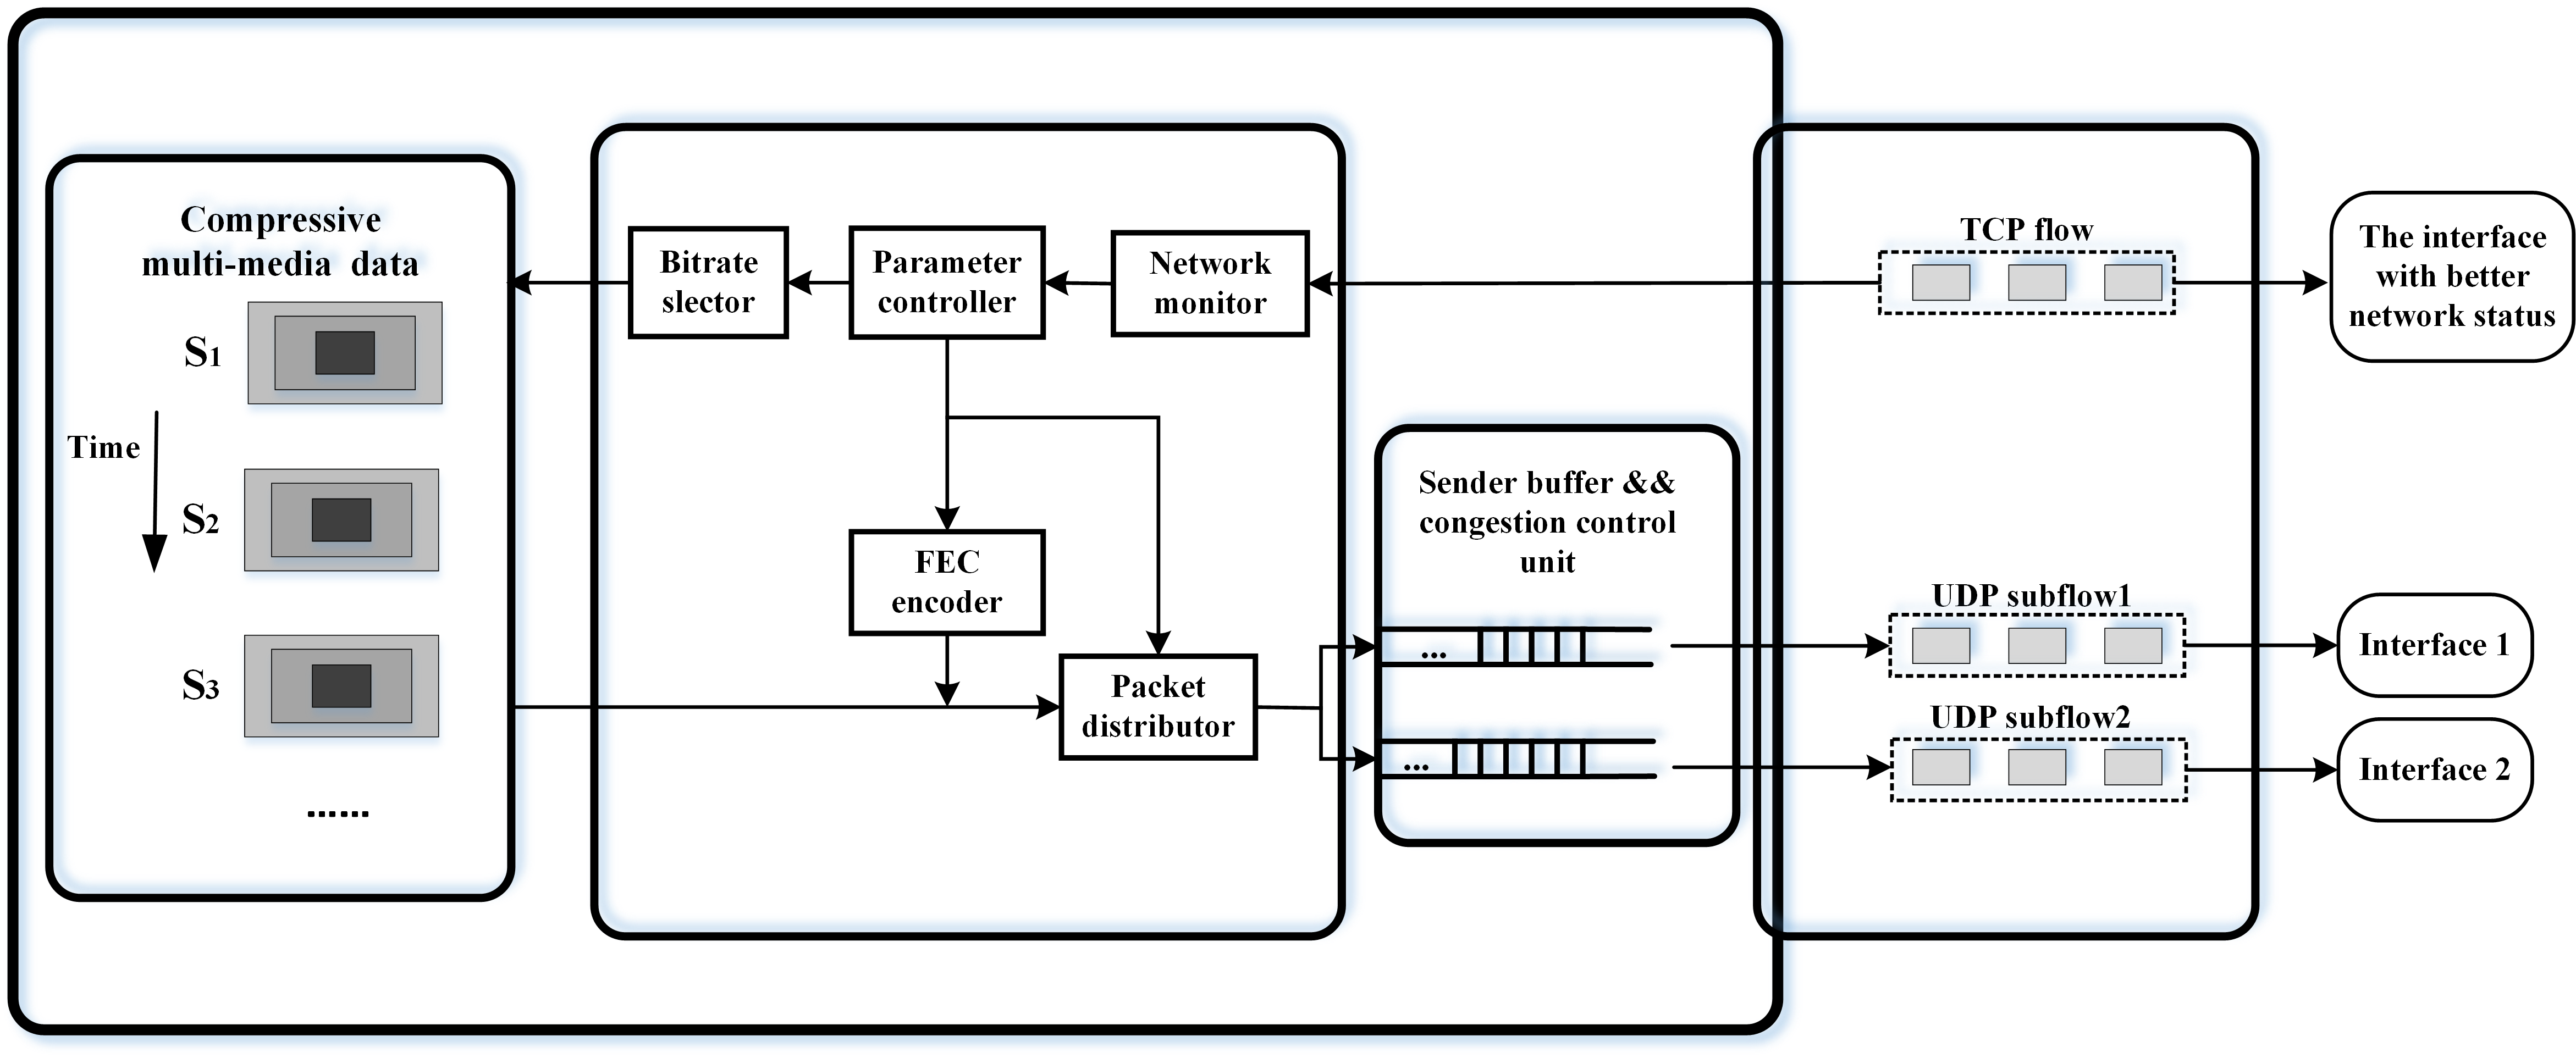 Compressive
multi-media data
S1
Time
S2
S3
......
Bitrate
slector
Parameter
controller
Network
monitor
FEC
encoder
Packet
distributor
Sender buffer &&
congestion control
unit
...
...
TCP flow
UDP subflow1
UDP subflow2
The interface
with better
network status
Interface 1
Interface 2